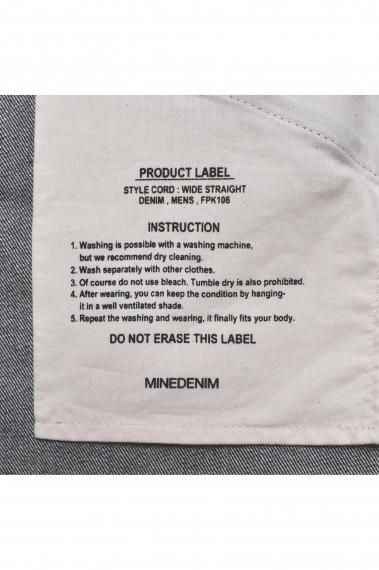 PRODUCT LABEL
STYLE CORD : WIDE STRAIGHT
DENIM , MENS , FPK106
INSTRUCTION
1. Washing is possible with a washing machine,
but we recommend dry cleaning.
2. Wash separately with other clothes.
3. Of course do not use bleach. Tumble dry is also prohibited.
4. After wearing, you can keep the condition by hanging-
it in a well ventilated shade.
5. Repeat the washing and wearing, it finally fits your body.
DO NOT ERASE THIS LABEL
MINEDENIM